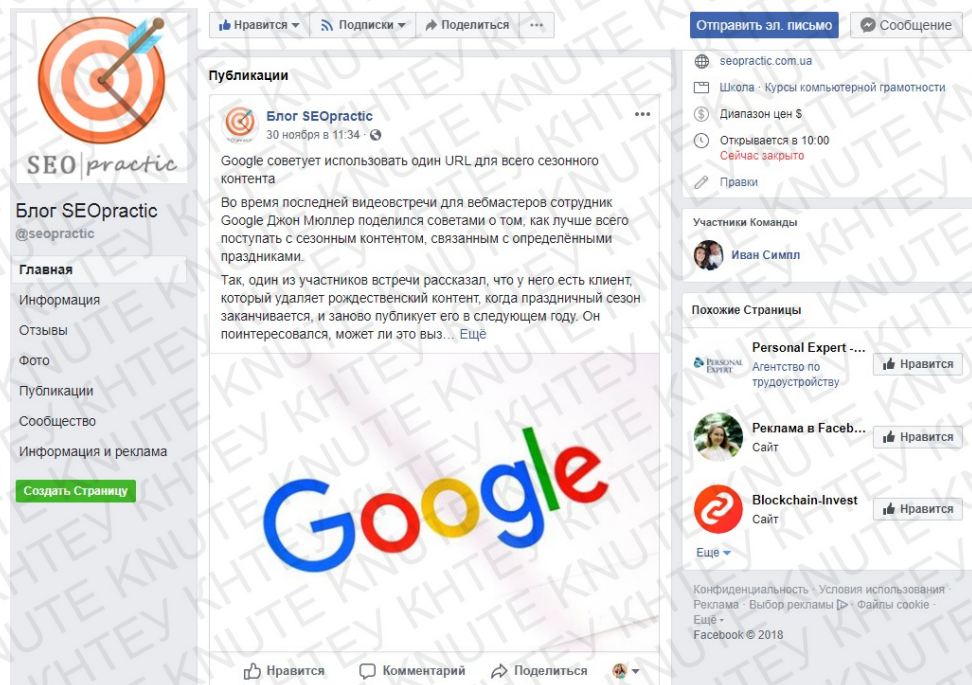 Нравится
Подписки
Поделиться
Отправить эл. письмо
Сообщение
SEO|practic
Блог SEOpractic
@seopractic
Главная
Информация
Отзывы
Фото
Публикации
Сообщество
Информация и реклама
Создать Страницу
Публикации
Блог SEOpractic
30 ноября в 11:34 ·
Google советует использовать один URL для всего сезонного
контента
Во время последней видеовстречи для вебмастеров сотрудник
Google Джон Мюллер поделился советами о том, как лучше всего
поступать с сезонным контентом, связанным с определёнными
праздниками.
Так, один из участников встречи рассказал, что у него есть клиент,
который удаляет рождественский контент, когда праздничный сезон
заканчивается, и заново публикует его в следующем году. Он
поинтересовался, может ли это выз... Ещё
Google
Нравится
Комментарий
Поделиться
seopractic.com.ua
Школа · Курсы компьютерной грамотности
Диапазон цен $
Открывается в 10:00
Сейчас закрыто
Правки
Участники Команды
Иван Симпл
Похожие Страницы
PERSONAL
EXPERT
Personal Expert -...
Агентство по
трудоустройству
Нравится
Реклама в Faceb...
Сайт
Нравится
Blockchain-Invest
Сайт
Нравится
Ещё
Конфиденциальность · Условия использования ·
Реклама · Выбор рекламы · Файлы cookie ·
Ещё
Facebook © 2018
KNUTE KHTEY